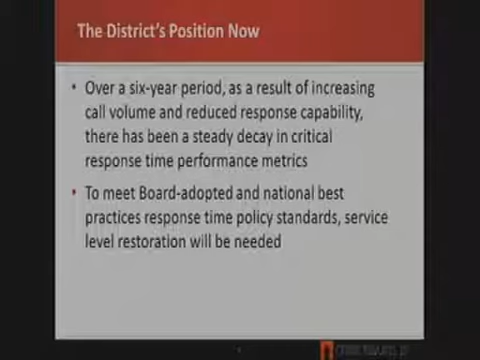 The District's Position Now
• Over a six-year period, as a result of increasing
call volume and reduced response capability,
there has been a steady decay in critical
response time performance metrics
• To meet Board-adopted and national best
practices response time policy standards, service
level restoration will be needed